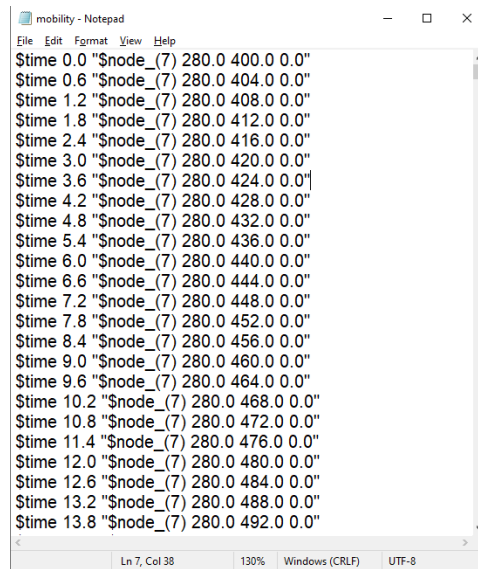 mobility - Notepad
File Edit Format View Help
$time 0.0 "$node_(7) 280.0 400.0 0.0"
$time 0.6 "$node_(7) 280.0 404.0 0.0"
$time 1.2 "$node_(7) 280.0 408.0 0.0"
$time 1.8 "$node_(7) 280.0 412.0 0.0"
$time 2.4 "$node_(7) 280.0 416.0 0.0"
$time 3.0 "$node_(7) 280.0 420.0 0.0"
$time 3.6 "$node_(7) 280.0 424.0 0.0"
$time 4.2 "$node_(7) 280.0 428.0 0.0"
$time 4.8 "$node_(7) 280.0 432.0 0.0"
$time 5.4 "$node_(7) 280.0 436.0 0.0"
$time 6.0 "$node_(7) 280.0 440.0 0.0"
$time 6.6 "$node_(7) 280.0 444.0 0.0"
$time 7.2 "$node_(7) 280.0 448.0 0.0"
$time 7.8 "$node_(7) 280.0 452.0 0.0"
$time 8.4 "$node_(7) 280.0 456.0 0.0"
$time 9.0 "$node_(7) 280.0 460.0 0.0"
$time 9.6 "$node_(7) 280.0 464.0 0.0"
$time 10.2 "$node_(7) 280.0 468.0 0.0"
$time 10.8 "$node_(7) 280.0 472.0 0.0"
$time 11.4 "$node_(7) 280.0 476.0 0.0"
$time 12.0 "$node_(7) 280.0 480.0 0.0"
$time 12.6 "$node_(7) 280.0 484.0 0.0"
$time 13.2 "$node_(7) 280.0 488.0 0.0"
$time 13.8 "$node_(7) 280.0 492.0 0.0"
Ln 7, Col 38 130% Windows (CRLF) UTF-8